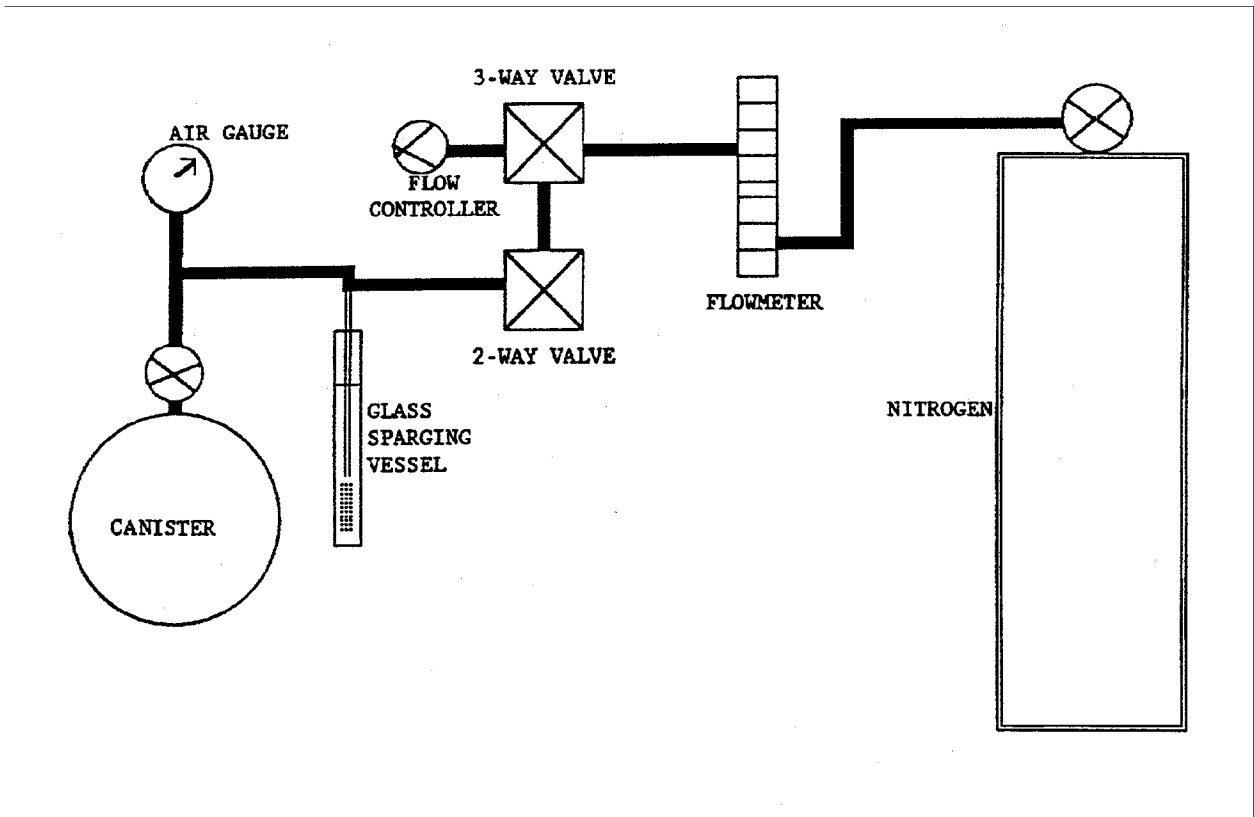 3-WAY VALVE
AIR GAUGE
FLOW
CONTROLLER
FLOWMETER
2-WAY VALVE
GLASS
SPARGING
VESSEL
NITROGEN
CANISTER